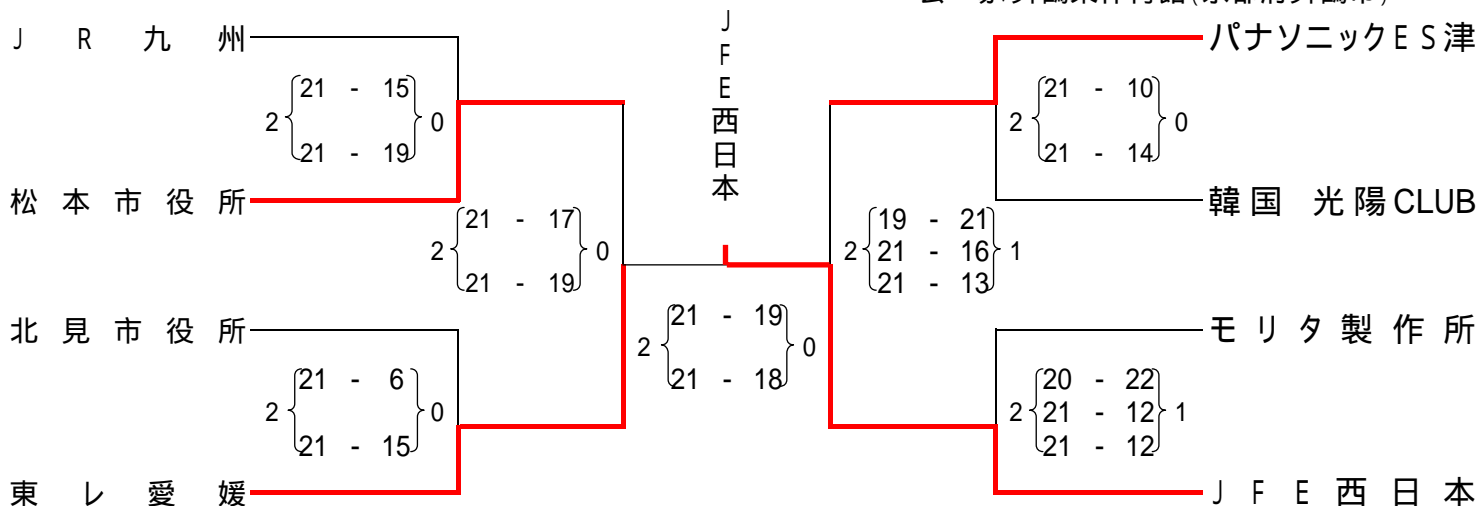 JFE西日本
JR九州
21 - 15
2 0
21 - 19
松本市役所
21 - 17
2 0
21 - 19
北見市役所
21 - 6
2 0
21 - 15
東レ愛媛
21 - 19
2 0
21 - 18
パナソニックES津
21 - 10
2 0
21 - 14
韓国 光陽CLUB
19 - 21
2 21 - 16 1
21 - 13
モリタ製作所
20 - 22
2 21 - 12 1
21 - 12
JFE西日本